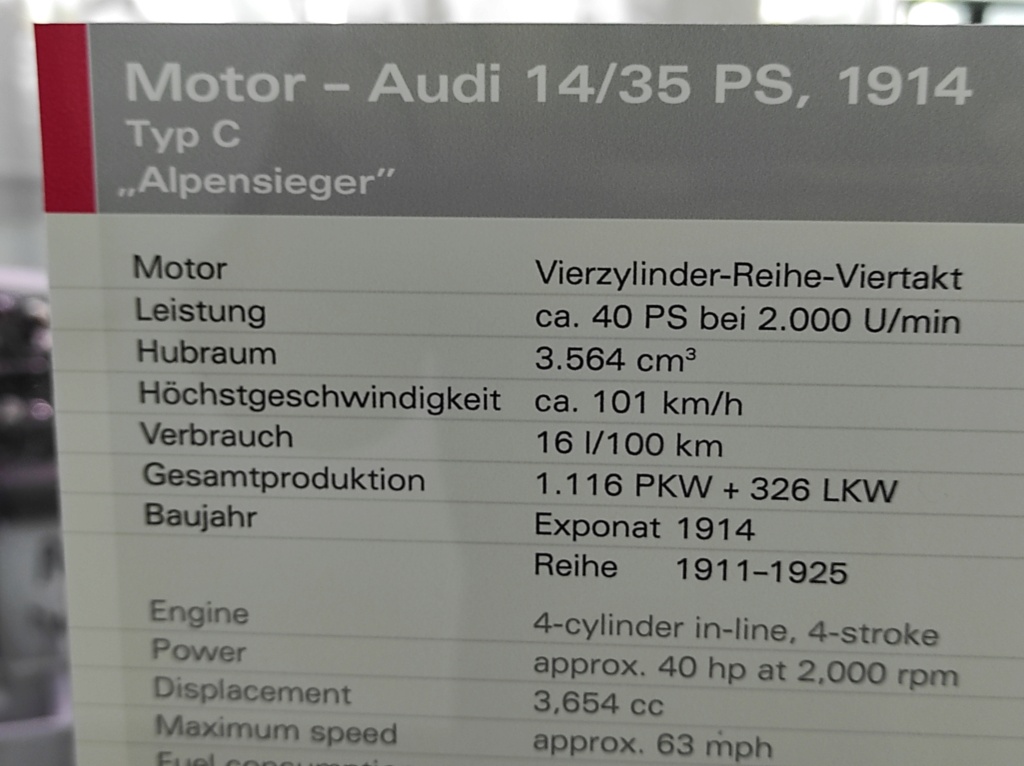 Motor – Audi 14/35 PS, 1914
Typ C
„Alpensieger”
Motor Vierzylinder-Reihe-Viertakt
Leistung ca. 40 PS bei 2.000 U/min
Hubraum 3.564 cm³
Höchstgeschwindigkeit ca. 101 km/h
Verbrauch 16 l/100 km
Gesamtproduktion 1.116 PKW + 326 LKW
Baujahr Exponat 1914
Reihe 1911–1925
Engine 4-cylinder in-line, 4-stroke
Power approx. 40 hp at 2,000 rpm
Displacement 3,654 cc
Maximum speed approx. 63 mph
Fuel consumption